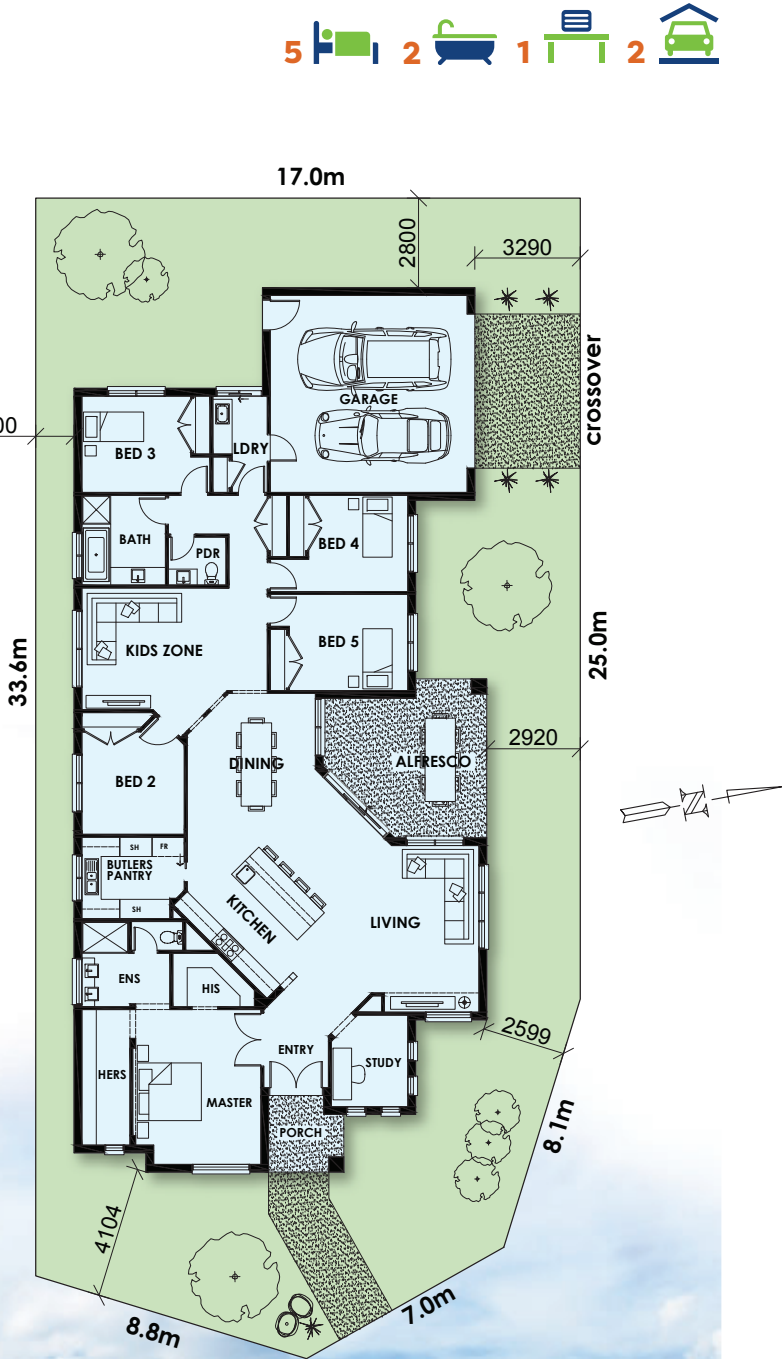 5 2 1 2
17.0m
2800
3290
crossover
GARAGE
00
BED 3
LDRY
BATH
PDR
BED 4
KIDS ZONE
BED 5
33.6m
25.0m
DINING
ALFRESCO
2920
BED 2
N
SH FR
BUTLERS
PANTRY
SH
KITCHEN
LIVING
ENS
HIS
2599
ENTRY
STUDY
HERS
MASTER
PORCH
8.1m
4104
7.0m
8.8m